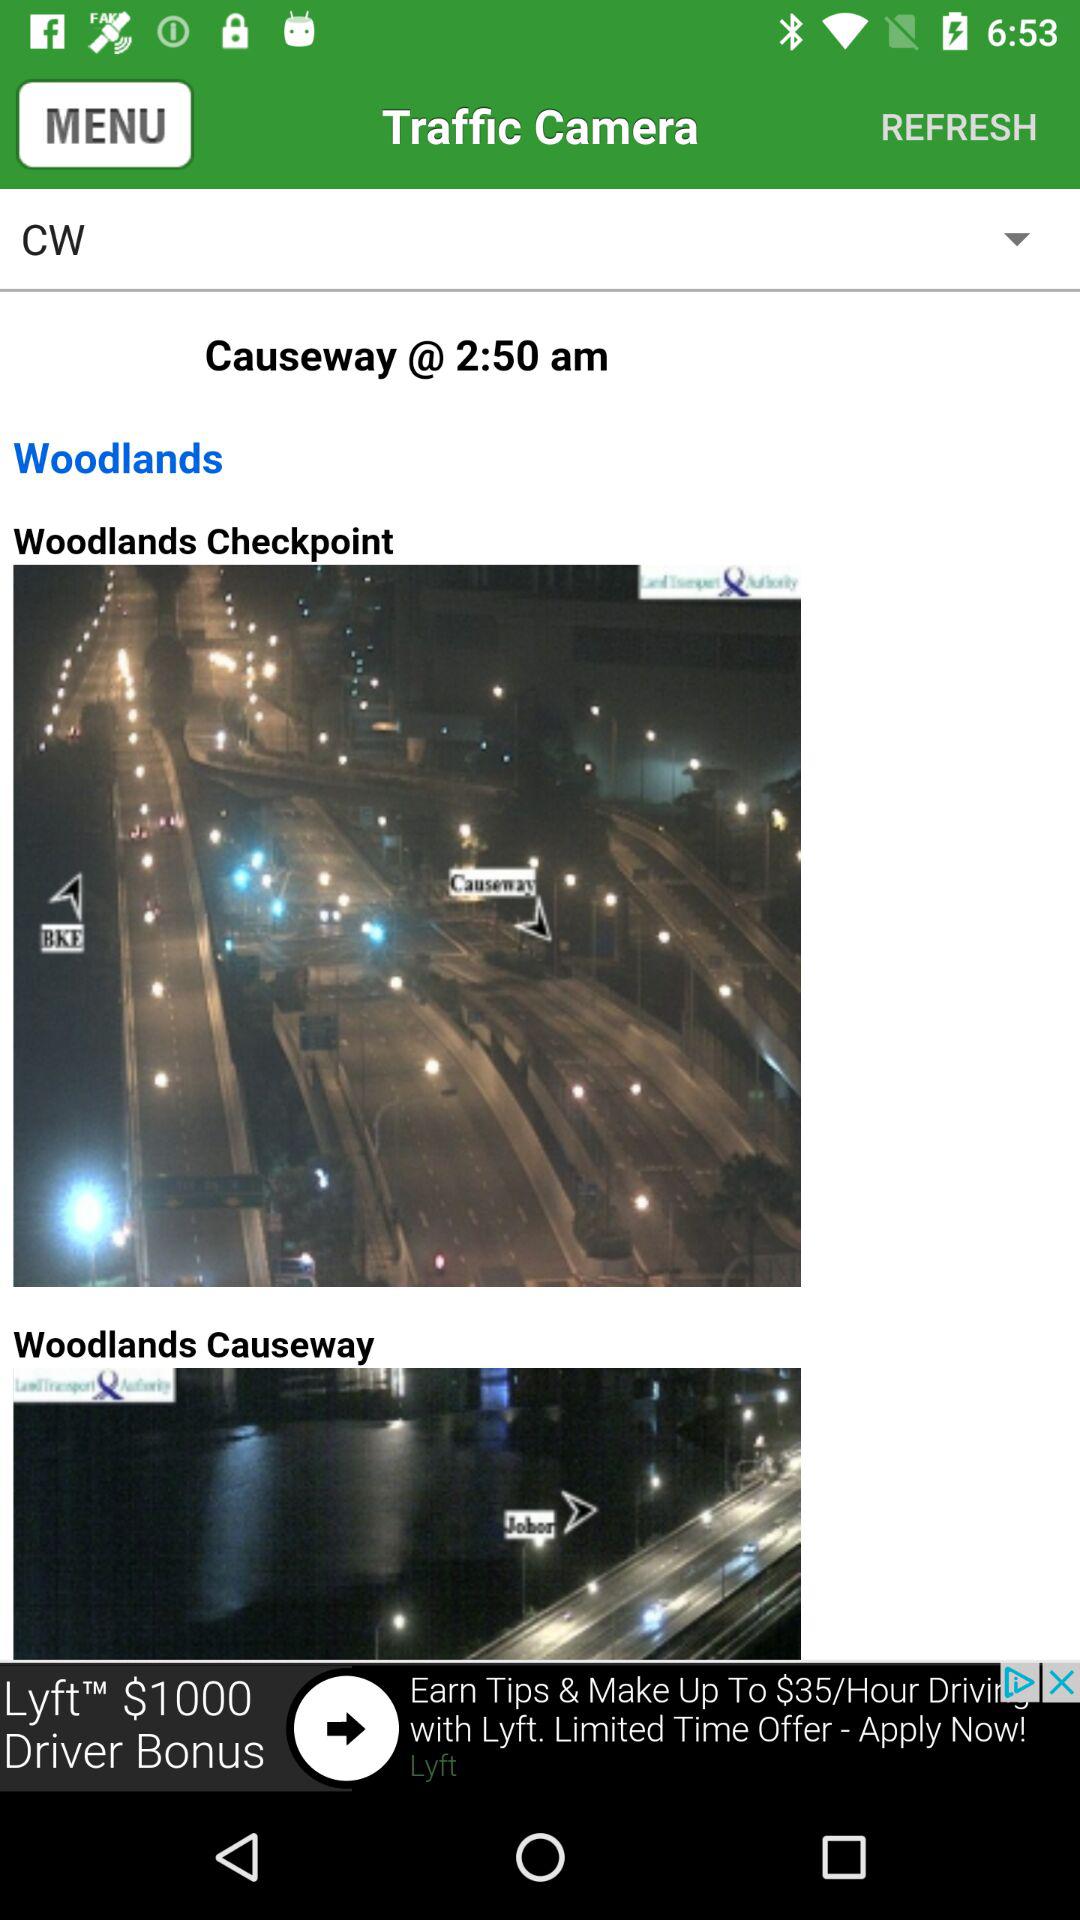 FAKE
6:53
MENU
Traffic Camera
REFRESH
CW
Causeway @ 2:50 am
Woodlands
Woodlands Checkpoint
Land Transport Authority
Causeway
BKE
Woodlands Causeway
Land Transport Authority
Johor
Lyft™ $1000
Driver Bonus
Earn Tips & Make Up To $35/Hour Driving
with Lyft. Limited Time Offer - Apply Now!
Lyft